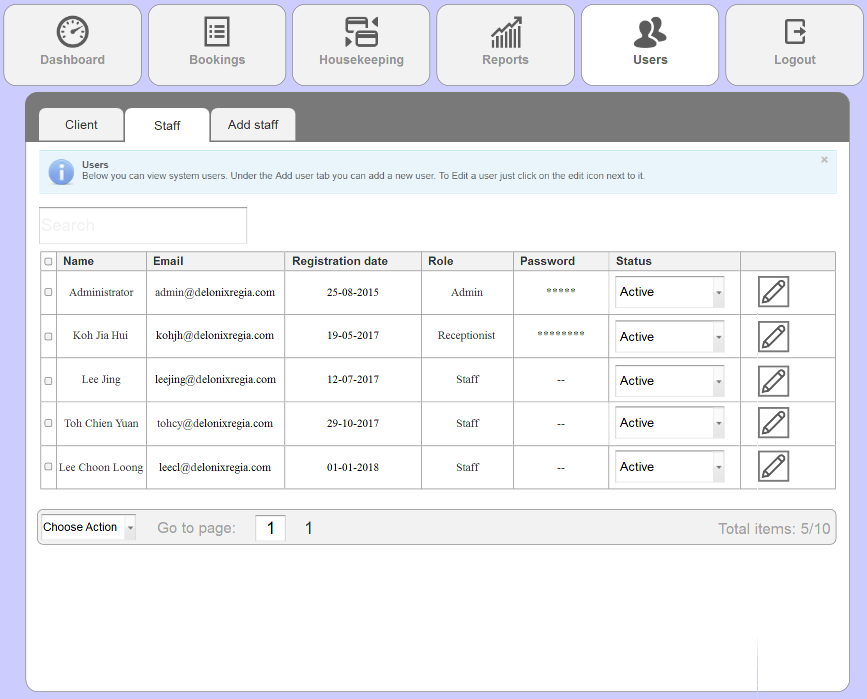 Dashboard Bookings Housekeeping Reports Users Logout
Client Staff Add staff
Users
Below you can view system users. Under the Add user tab you can add a new user. To Edit a user just click on the edit icon next to it.
Search
Name Email Registration date Role Password Status
Administrator admin@delonixregia.com 25-08-2015 Admin ***** Active
Koh Jia Hui kohjh@delonixregia.com 19-05-2017 Receptionist ******** Active
Lee Jing leejing@delonixregia.com 12-07-2017 Staff -- Active
Toh Chien Yuan tohcy@delonixregia.com 29-10-2017 Staff -- Active
Lee Choon Loong leecl@delonixregia.com 01-01-2018 Staff -- Active
Choose Action Go to page: 1 1 Total items: 5/10